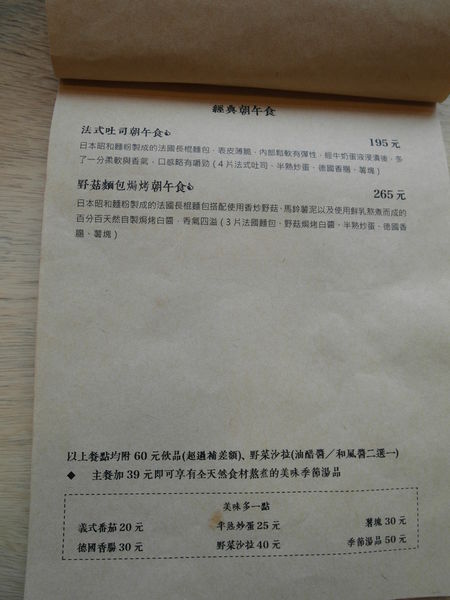 經典朝午食
法式吐司朝午食
195元
日本昭和麵粉製成的法國長棍麵包，表皮薄脆，內部鬆軟有彈性，經牛奶蛋液浸漬後，多
了一分柔軟與香氣，口感略有嚼勁(4片法式吐司、半熟炒蛋、德國香腸、薯塊)
野菇麵包焗烤朝午食
265元
日本昭和麵粉製成的法國長棍麵包搭配使用香炒野菇、馬鈴薯泥以及使用鮮乳熬煮而成的
百分百天然自製焗烤白醬，香氣四溢(3片法國麵包、野菇焗烤白醬、半熟炒蛋、德國香
腸、薯塊)
以上餐點均附60元飲品(超過補差額)、野菜沙拉(油醋醬／和風醬二選一)
◆ 主餐加39元即可享有全天然食材熬煮的美味季節湯品
美味多一點
義式番茄20元 半熟炒蛋25元 薯塊30元
德國香腸30元 野菜沙拉40元 季節湯品50元